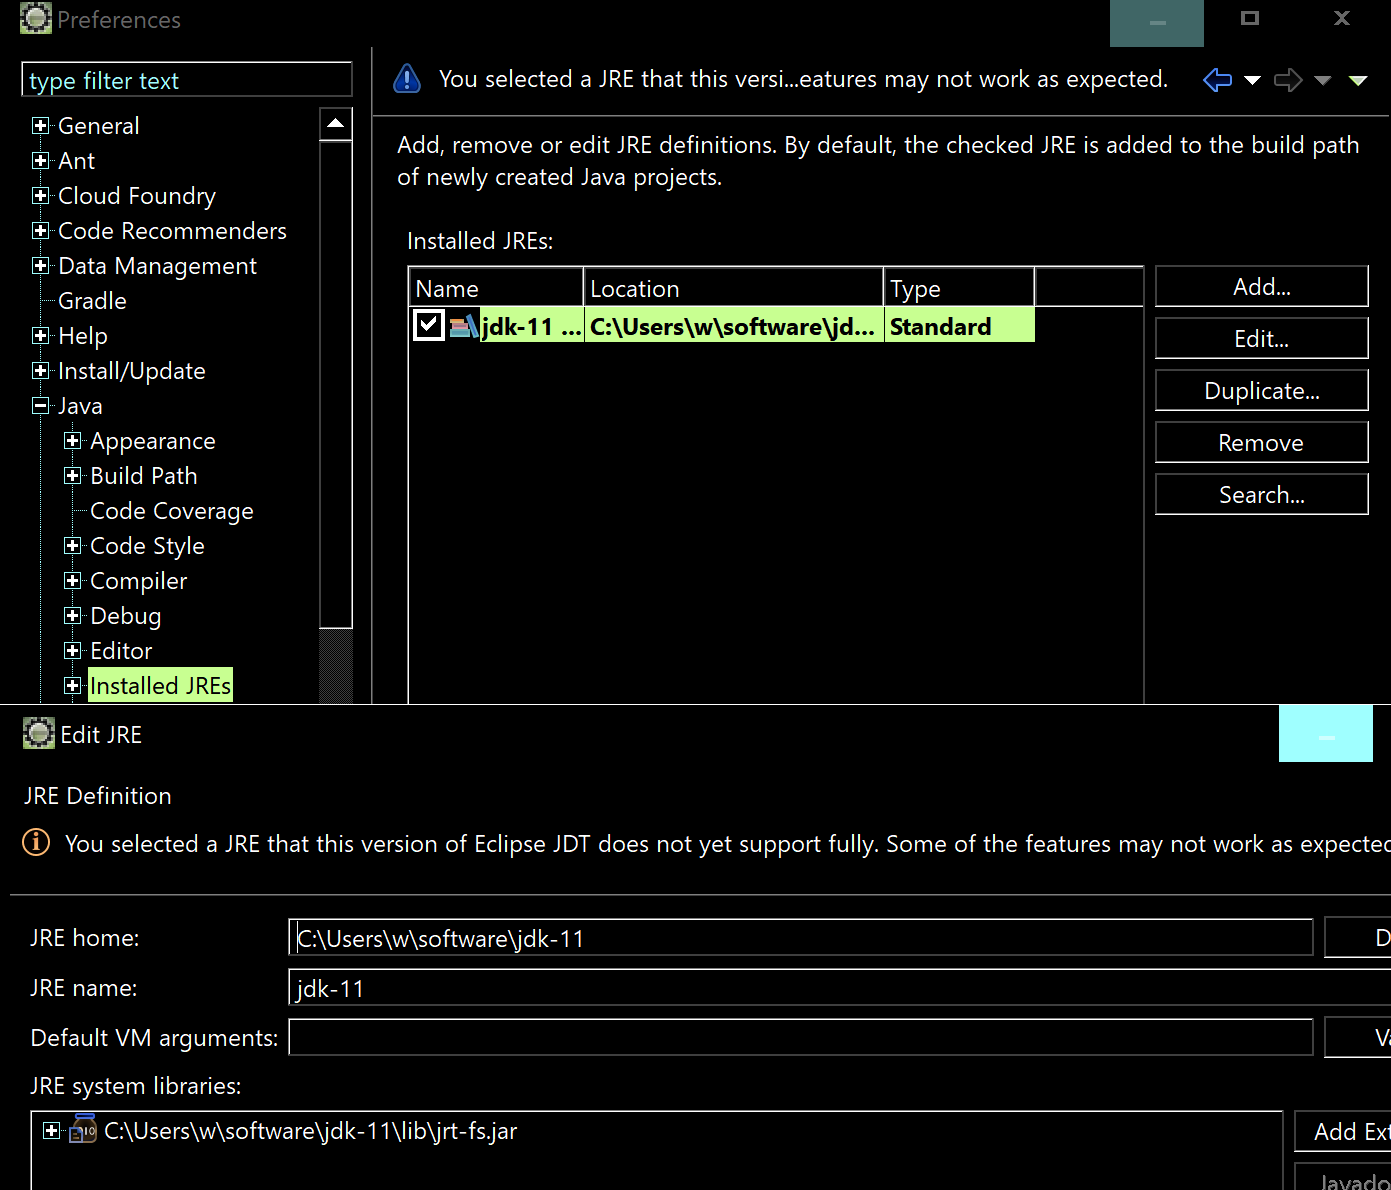 Preferences
type filter text
You selected a JRE that this versi...eatures may not work as expected.
General
Ant
Cloud Foundry
Code Recommenders
Data Management
Gradle
Help
Install/Update
Java
Appearance
Build Path
Code Coverage
Code Style
Compiler
Debug
Editor
Installed JREs
Add, remove or edit JRE definitions. By default, the checked JRE is added to the build path
of newly created Java projects.
Installed JREs:
Name Location Type
jdk-11 ... C:\Users\w\software\jd... Standard
Add...
Edit...
Duplicate...
Remove
Search...
Edit JRE
JRE Definition
You selected a JRE that this version of Eclipse JDT does not yet support fully. Some of the features may not work as expected
JRE home: C:\Users\w\software\jdk-11 D
JRE name: jdk-11
Default VM arguments: Va
JRE system libraries:
C:\Users\w\software\jdk-11\lib\jrt-fs.jar
Add Ext
Javado